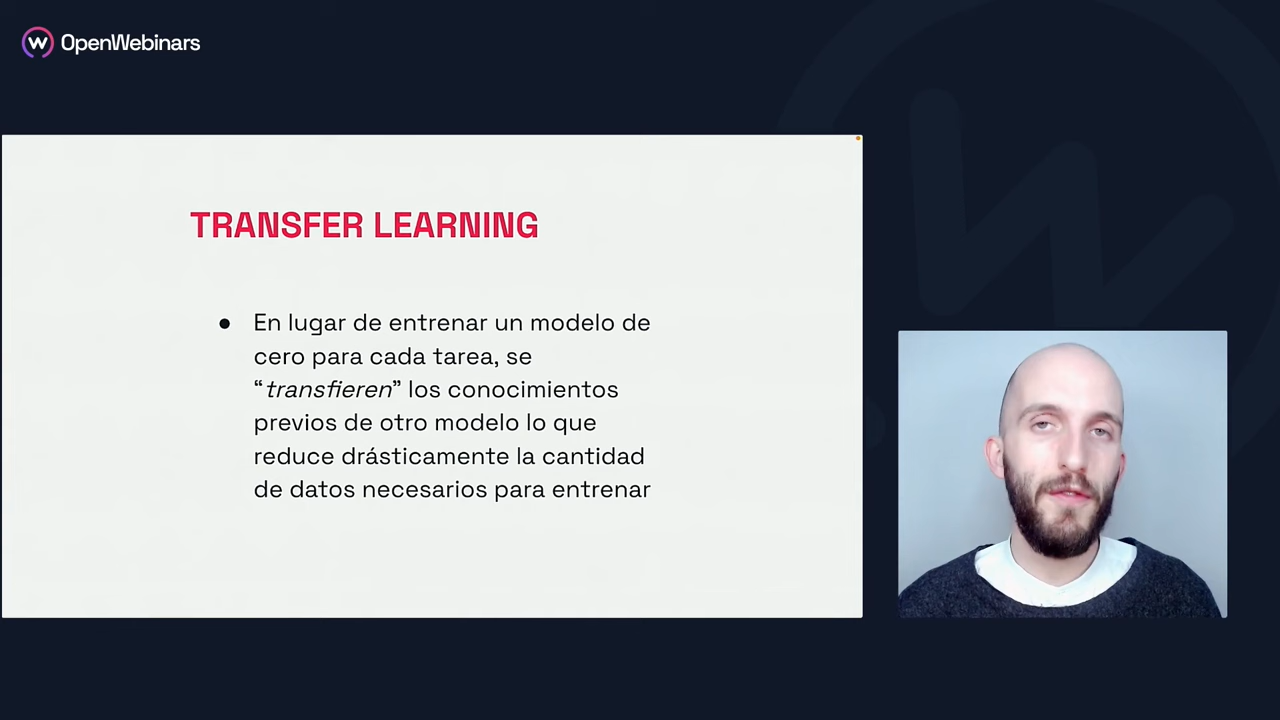 OpenWebinars
TRANSFER LEARNING
● En lugar de entrenar un modelo de
cero para cada tarea, se
“transfieren” los conocimientos
previos de otro modelo lo que
reduce drásticamente la cantidad
de datos necesarios para entrenar